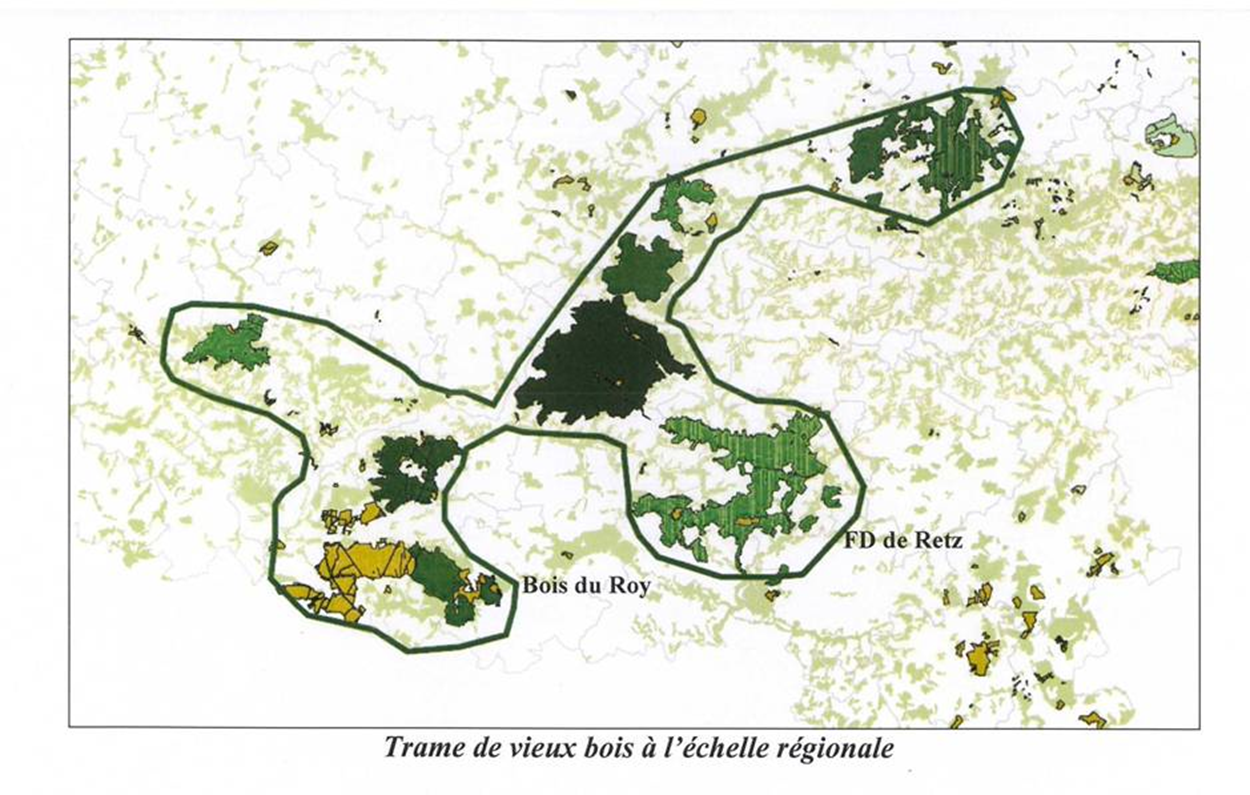 FD de Retz
Bois du Roy
Trame de vieux bois à l'échelle régionale